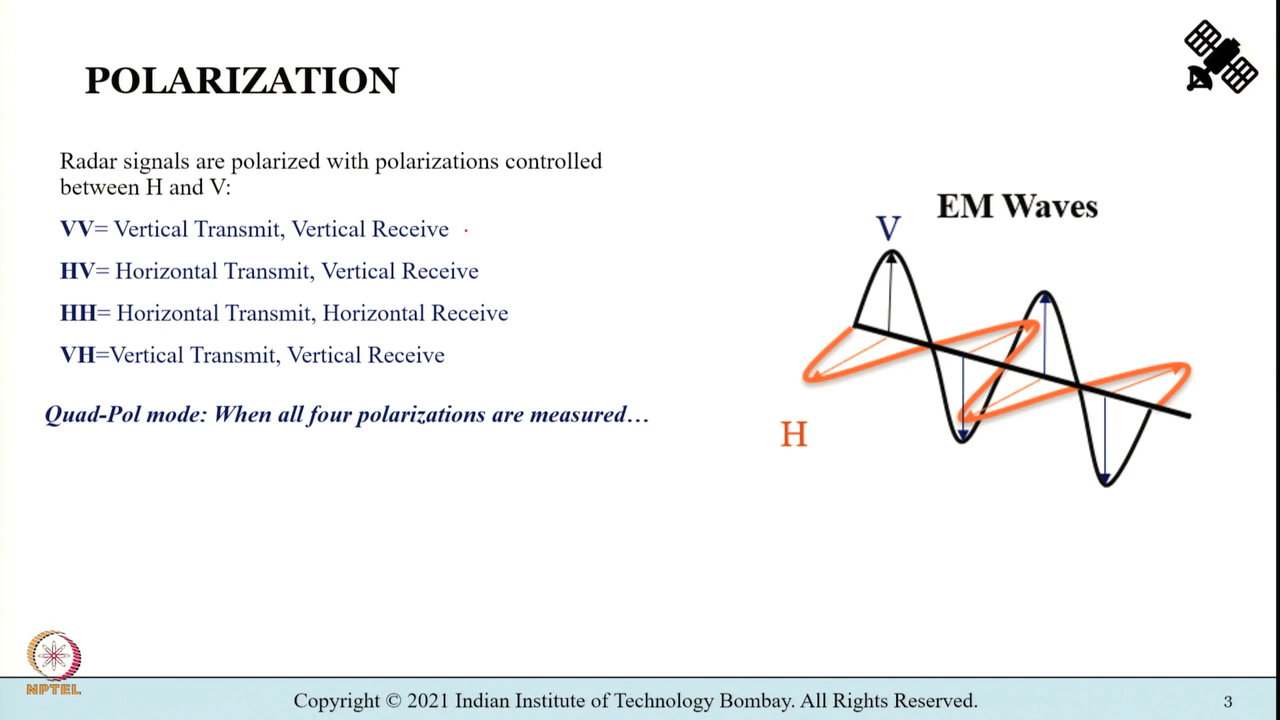 POLARIZATION
Radar signals are polarized with polarizations controlled
between H and V:
VV= Vertical Transmit, Vertical Receive
HV= Horizontal Transmit, Vertical Receive
HH= Horizontal Transmit, Horizontal Receive
VH=Vertical Transmit, Vertical Receive
Quad-Pol mode: When all four polarizations are measured…
EM Waves
V
H
NPTEL
Copyright © 2021 Indian Institute of Technology Bombay. All Rights Reserved.
3